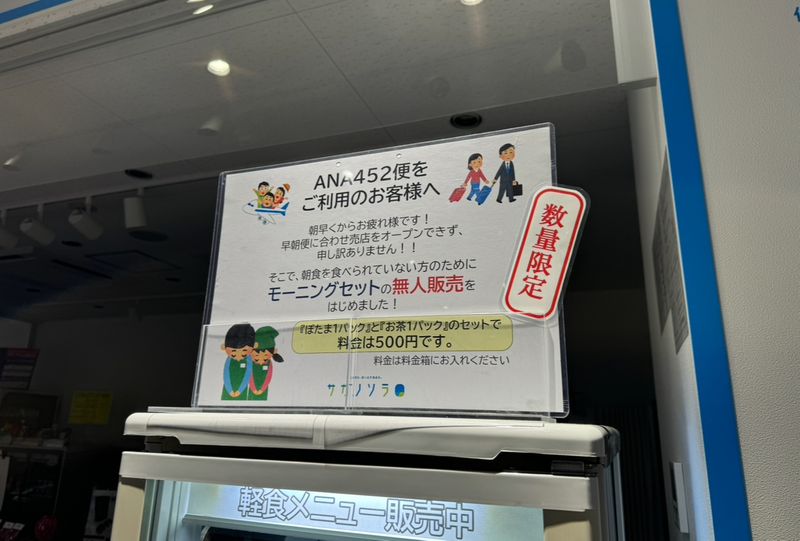 ANA452便を
ご利用のお客様へ
朝早くからお疲れ様です！
早朝便に合わせ売店をオープンできず、
申し訳ありません！！
そこで、朝食を食べられていない方のために
モーニングセットの無人販売を
はじめました！
『ぽたま1パック』と『お茶1パック』のセットで
料金は500円です。
料金は料金箱にお入れください
サガノソラ
数量限定
軽食メニュー販売中